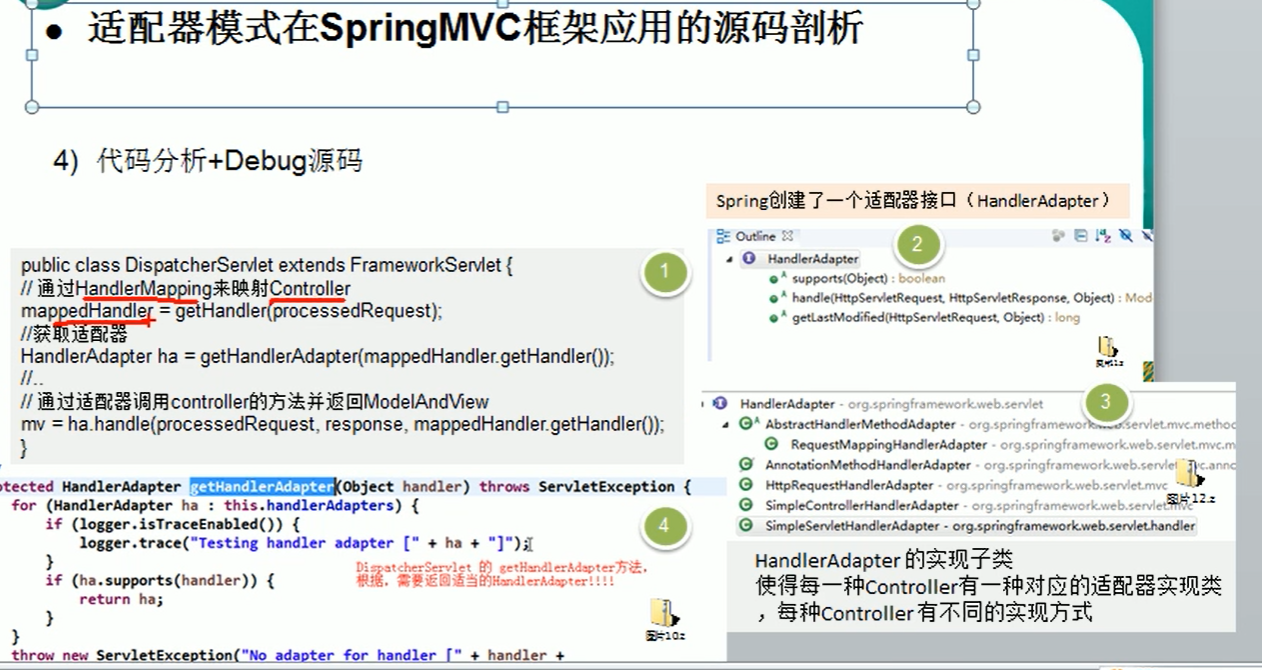 ● 适配器模式在SpringMVC框架应用的源码剖析
4) 代码分析+Debug源码
public class DispatcherServlet extends FrameworkServlet {
// 通过HandlerMapping来映射Controller
mappedHandler = getHandler(processedRequest);
//获取适配器
HandlerAdapter ha = getHandlerAdapter(mappedHandler.getHandler());
//..
// 通过适配器调用controller的方法并返回ModelAndView
mv = ha.handle(processedRequest, response, mappedHandler.getHandler());
}
1
Spring创建了一个适配器接口（HandlerAdapter）
Outline
2
HandlerAdapter
supports(Object) : boolean
handle(HttpServletRequest, HttpServletResponse, Object) : Mod
getLastModified(HttpServletRequest, Object) : long
HandlerAdapter - org.springframework.web.servlet
3
AbstractHandlerMethodAdapter - org.springframework.web.servlet.mvc.method
RequestMappingHandlerAdapter - org.springframework.web.servlet.mvc.m
AnnotationMethodHandlerAdapter - org.springframework.web.servlet.mvc.anno
HttpRequestHandlerAdapter - org.springframework.web.servlet.mvc
SimpleControllerHandlerAdapter - org.springframework.web.servlet.mvc
SimpleServletHandlerAdapter - org.springframework.web.servlet.handler
图片12.z
HandlerAdapter 的实现子类
使得每一种Controller有一种对应的适配器实现类
，每种Controller 有不同的实现方式
otected HandlerAdapter getHandlerAdapter(Object handler) throws ServletException {
for (HandlerAdapter ha : this.handlerAdapters) {
if (logger.isTraceEnabled()) {
logger.trace("Testing handler adapter [" + ha + "]");
}
if (ha.supports(handler)) {
return ha;
}
}
throw new ServletException("No adapter for handler [" + handler +
4
DispatcherServlet 的 getHandlerAdapter方法，
根据，需要返回适当的HandlerAdapter!!!!
图片10.z